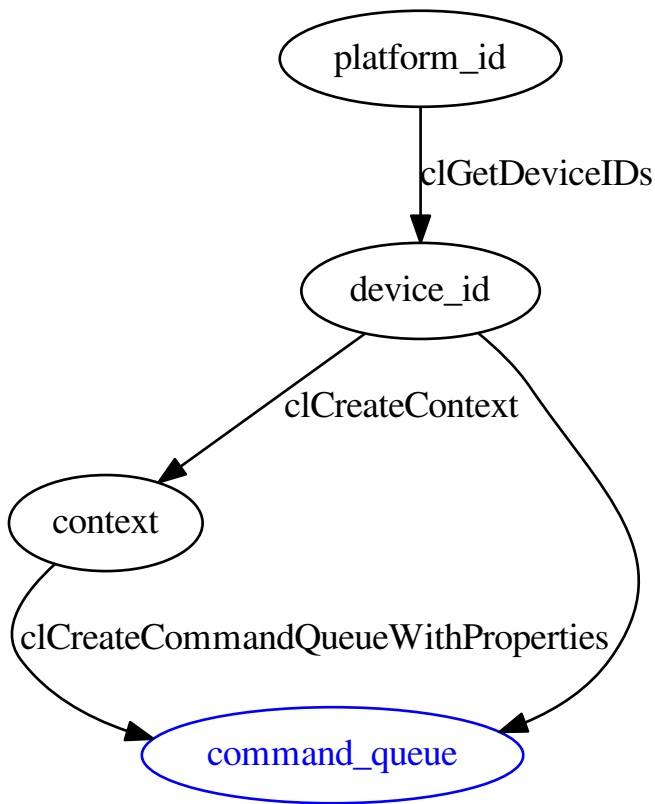 platform_id
clGetDeviceIDs
device_id
clCreateContext
context
clCreateCommandQueueWithProperties
command_queue